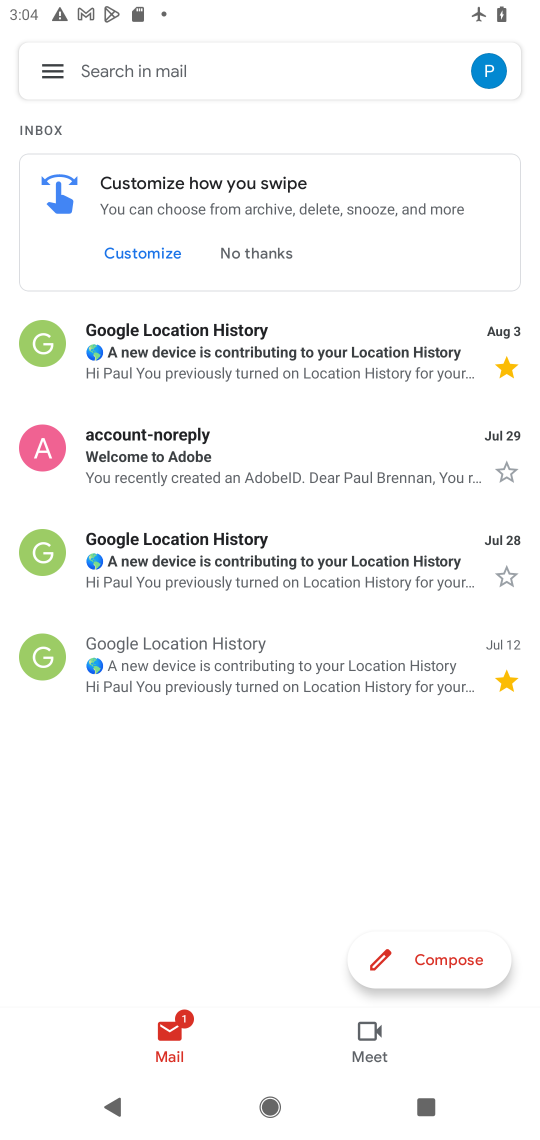 3:04
Search in mail
P
INBOX
Customize how you swipe
You can choose from archive, delete, snooze, and more
Customize No thanks
G
Google Location History Aug 3
🌎 A new device is contributing to your Location History
Hi Paul You previously turned on Location History for your...
A
account-noreply Jul 29
Welcome to Adobe
You recently created an AdobeID. Dear Paul Brennan, You r...
G
Google Location History Jul 28
🌎 A new device is contributing to your Location History
Hi Paul You previously turned on Location History for your...
G
Google Location History Jul 12
🌎 A new device is contributing to your Location History
Hi Paul You previously turned on Location History for your...
Compose
1
Mail Meet